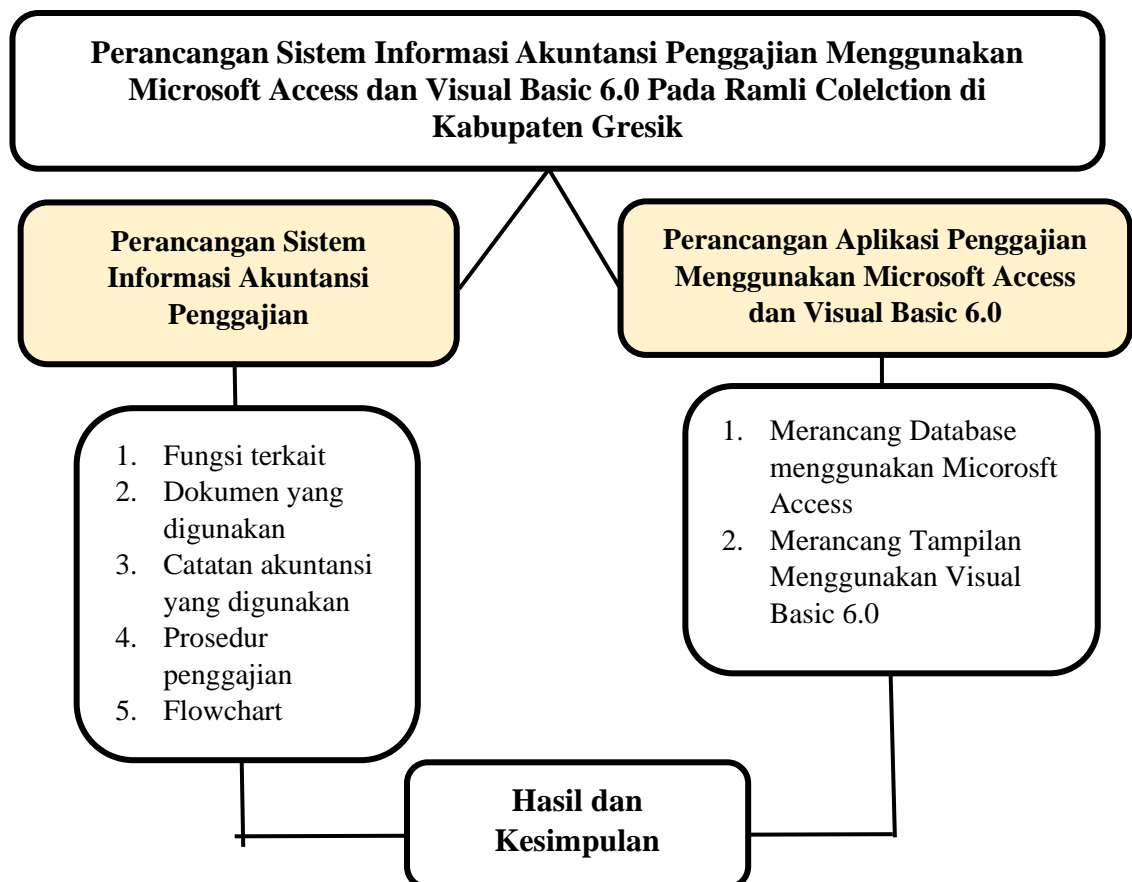 Perancangan Sistem Informasi Akuntansi Penggajian Menggunakan
Microsoft Access dan Visual Basic 6.0 Pada Ramli Colelction di
Kabupaten Gresik
Perancangan Sistem
Informasi Akuntansi
Penggajian
Perancangan Aplikasi Penggajian
Menggunakan Microsoft Access
dan Visual Basic 6.0
1. Fungsi terkait
2. Dokumen yang
digunakan
3. Catatan akuntansi
yang digunakan
4. Prosedur
penggajian
5. Flowchart
1. Merancang Database
menggunakan Micorosft
Access
2. Merancang Tampilan
Menggunakan Visual
Basic 6.0
Hasil dan
Kesimpulan